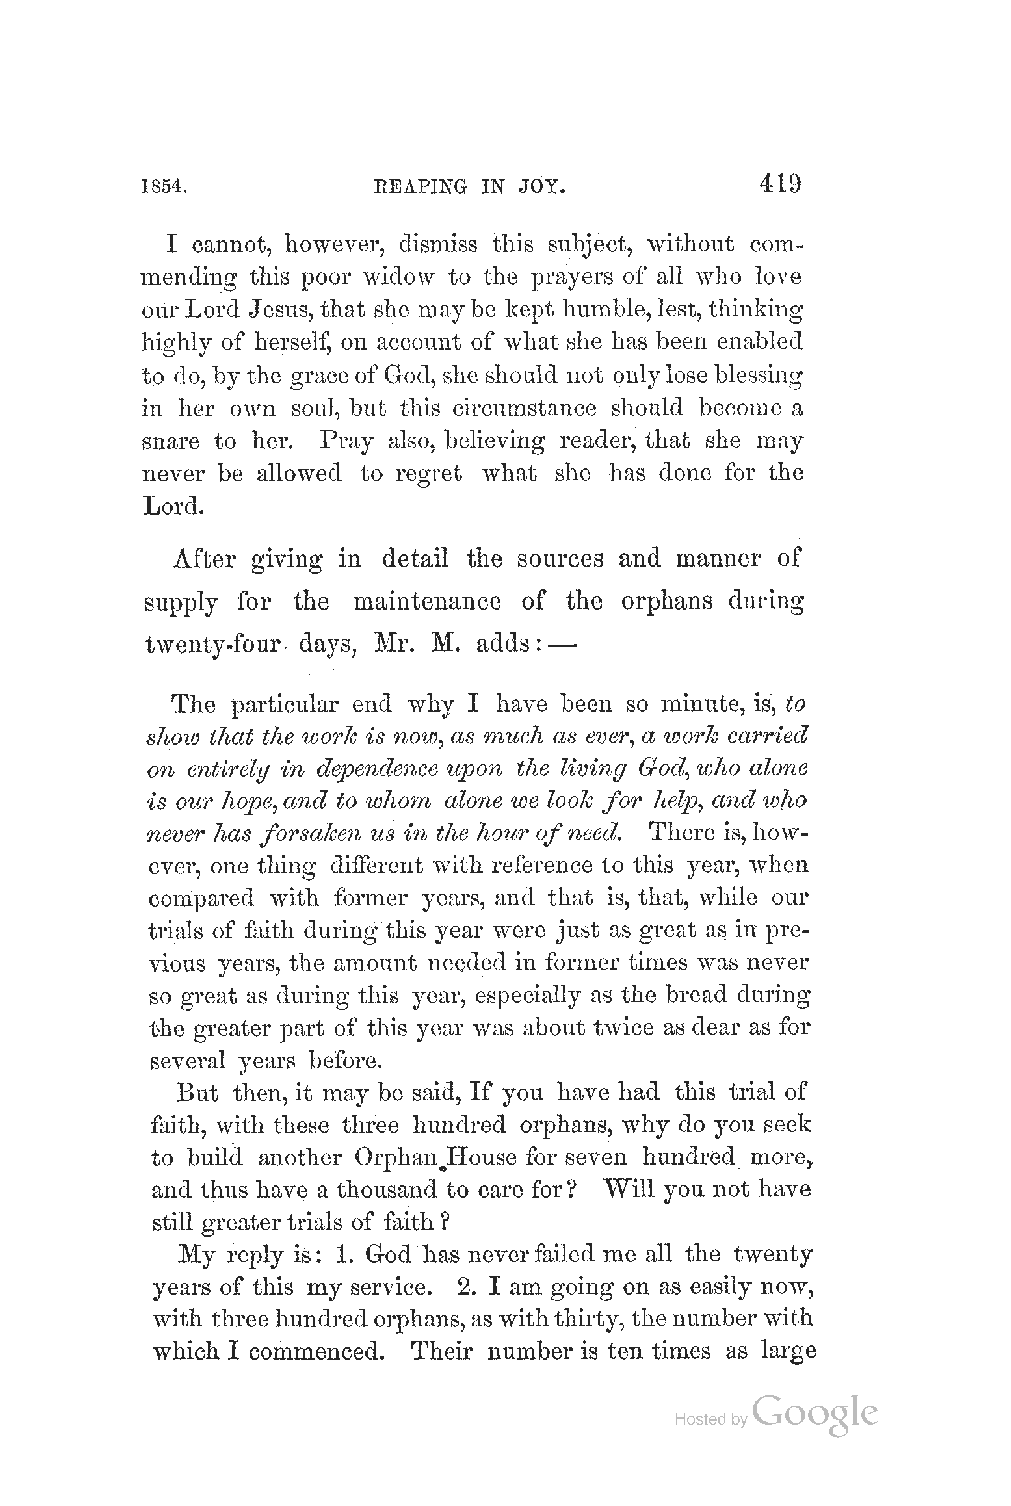 1854. REAPING IN JOY. 419
I cannot, however, dismiss this subject, without com-
mending this poor widow to the prayers of all who love
our Lord Jesus, that she may be kept humble, lest, thinking
highly of herself, on account of what she has been enabled
to do, by the grace of God, she should not only lose blessing
in her own soul, but this circumstance should become a
snare to her. Pray also, believing reader, that she may
never be allowed to regret what she has done for the
Lord.
After giving in detail the sources and manner of
supply for the maintenance of the orphans during
twenty-four days, Mr. M. adds:—
The particular end why I have been so minute, is, to
show that the work is now, as much as ever, a work carried
on entirely in dependence upon the living God, who alone
is our hope, and to whom alone we look for help, and who
never has forsaken us in the hour of need. There is, how-
ever, one thing different with reference to this year, when
compared with former years, and that is, that, while our
trials of faith during this year were just as great as in pre-
vious years, the amount needed in former times was never
so great as during this year, especially as the bread during
the greater part of this year was about twice as dear as for
several years before.
But then, it may be said, If you have had this trial of
faith, with these three hundred orphans, why do you seek
to build another Orphan House for seven hundred more,
and thus have a thousand to care for? Will you not have
still greater trials of faith?
My reply is: 1. God has never failed me all the twenty
years of this my service. 2. I am going on as easily now,
with three hundred orphans, as with thirty, the number with
which I commenced. Their number is ten times as large
Hosted by Google